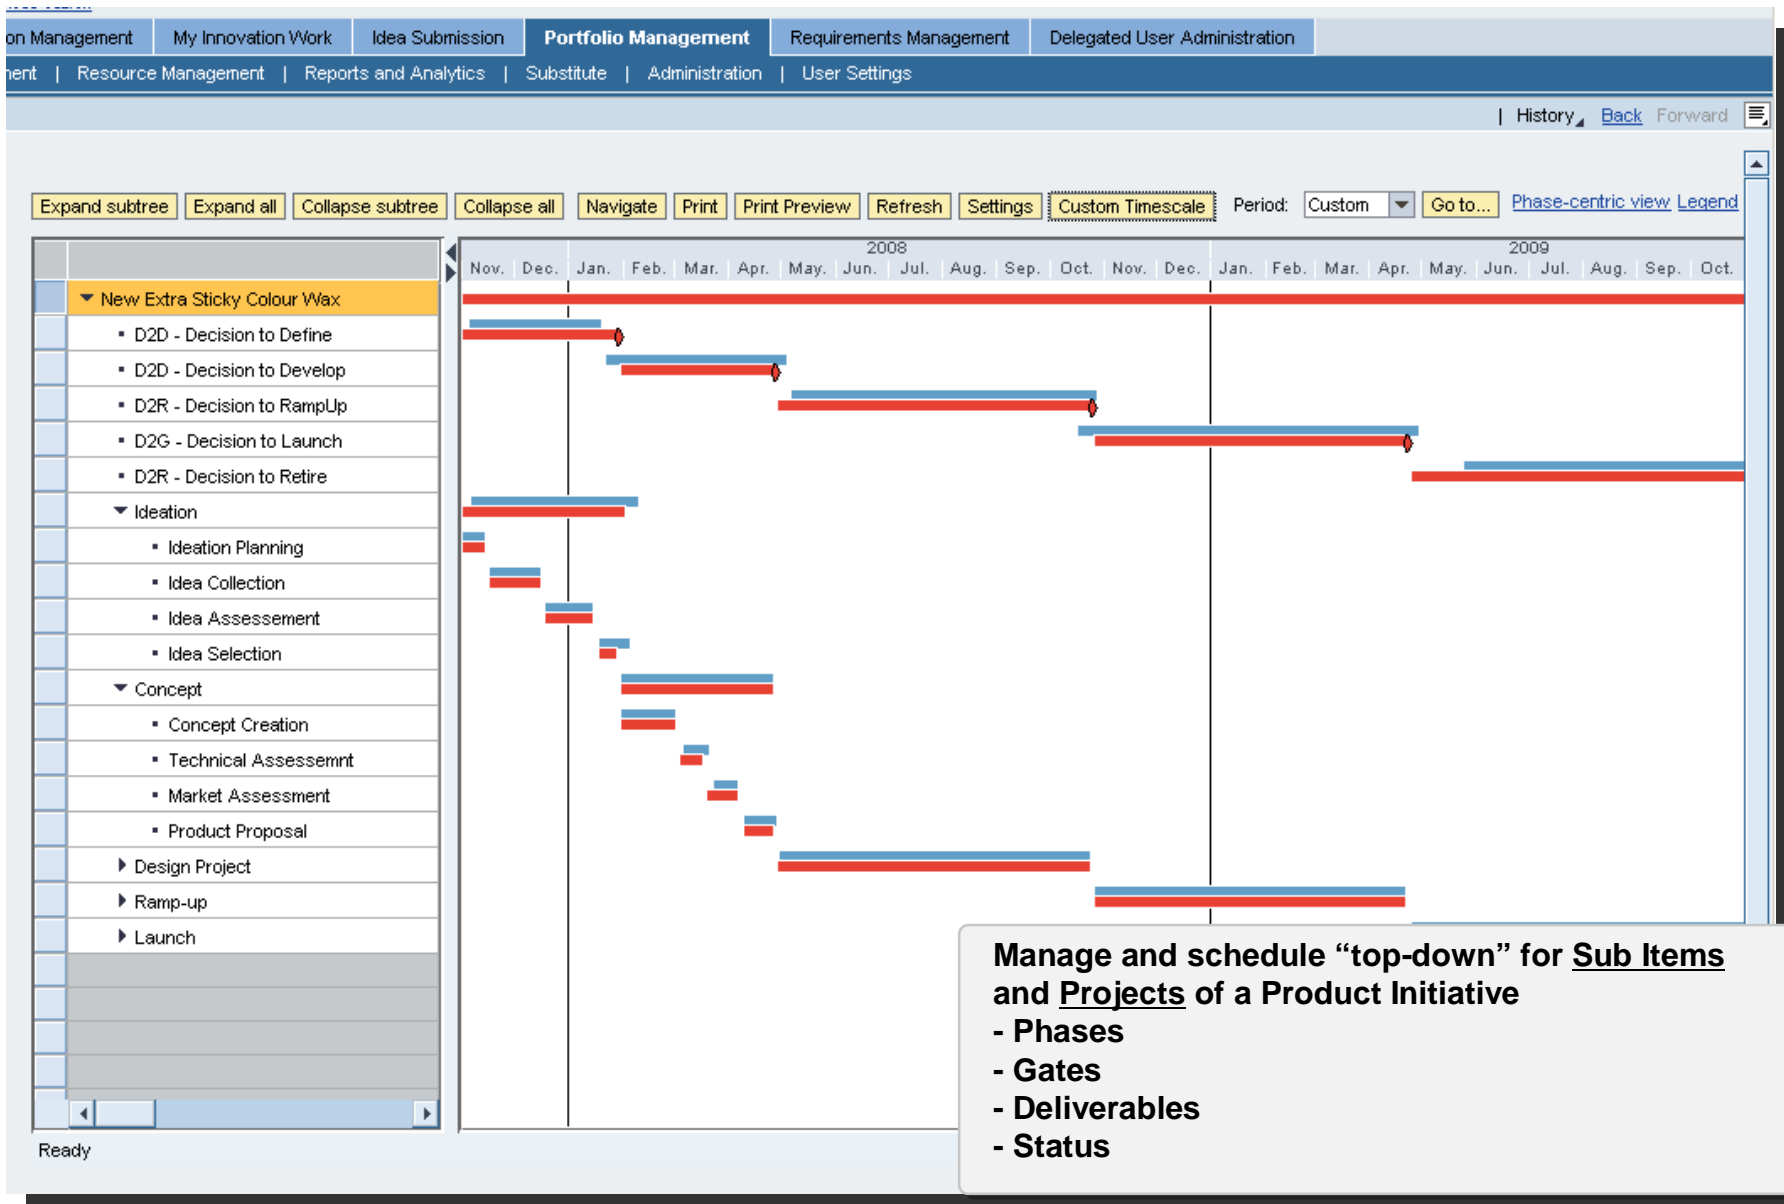 on Management My Innovation Work Idea Submission Portfolio Management Requirements Management Delegated User Administration
nent | Resource Management | Reports and Analytics | Substitute | Administration | User Settings
| History Back Forward
Expand subtree Expand all Collapse subtree Collapse all Navigate Print Print Preview Refresh Settings Custom Timescale Period: Custom Go to... Phase-centric view Legend
2008 2009
Nov. Dec. Jan. Feb. Mar. Apr. May. Jun. Jul. Aug. Sep. Oct. Nov. Dec. Jan. Feb. Mar. Apr. May. Jun. Jul. Aug. Sep. Oct.
New Extra Sticky Colour Wax
D2D - Decision to Define
D2D - Decision to Develop
D2R - Decision to RampUp
D2G - Decision to Launch
D2R - Decision to Retire
Ideation
Ideation Planning
Idea Collection
Idea Assessement
Idea Selection
Concept
Concept Creation
Technical Assessemnt
Market Assessment
Product Proposal
Design Project
Ramp-up
Launch
Manage and schedule “top-down” for Sub Items
and Projects of a Product Initiative
- Phases
- Gates
- Deliverables
- Status
Ready